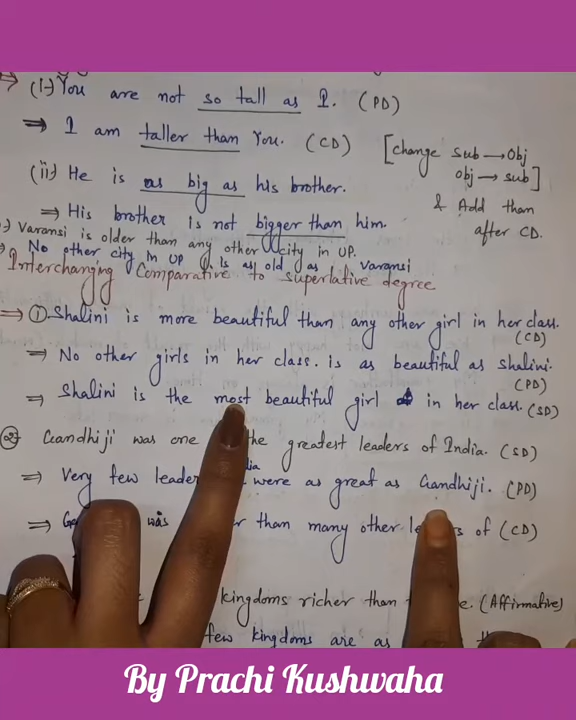 ⇒ (i-) You are not so tall as I. (PD)
⇒ I am taller than You. (CD)
[change sub → Obj
obj → sub]
& Add than
after CD.
(ii) He is as big as his brother.
⇒ His brother is not bigger than him.
.) Varansi is older than any other city in UP.
No other city in UP is as old as Varansi
Interchanging Comparative to superlative degree
⇒ ① Shalini is more beautiful than any other girl in her class. (CD)
⇒ No other girls in her class. is as beautiful as Shalini. (PD)
⇒ Shalini is the most beautiful girl in her class. (SD)
② Gandhiji was one the greatest leaders of India. (SD)
⇒ Very few leader were as great as Gandhiji. (PD)
⇒ was than many other of (CD)
kingdoms richer than (Affirmative)
few kingdoms are as
By Prachi Kushwaha